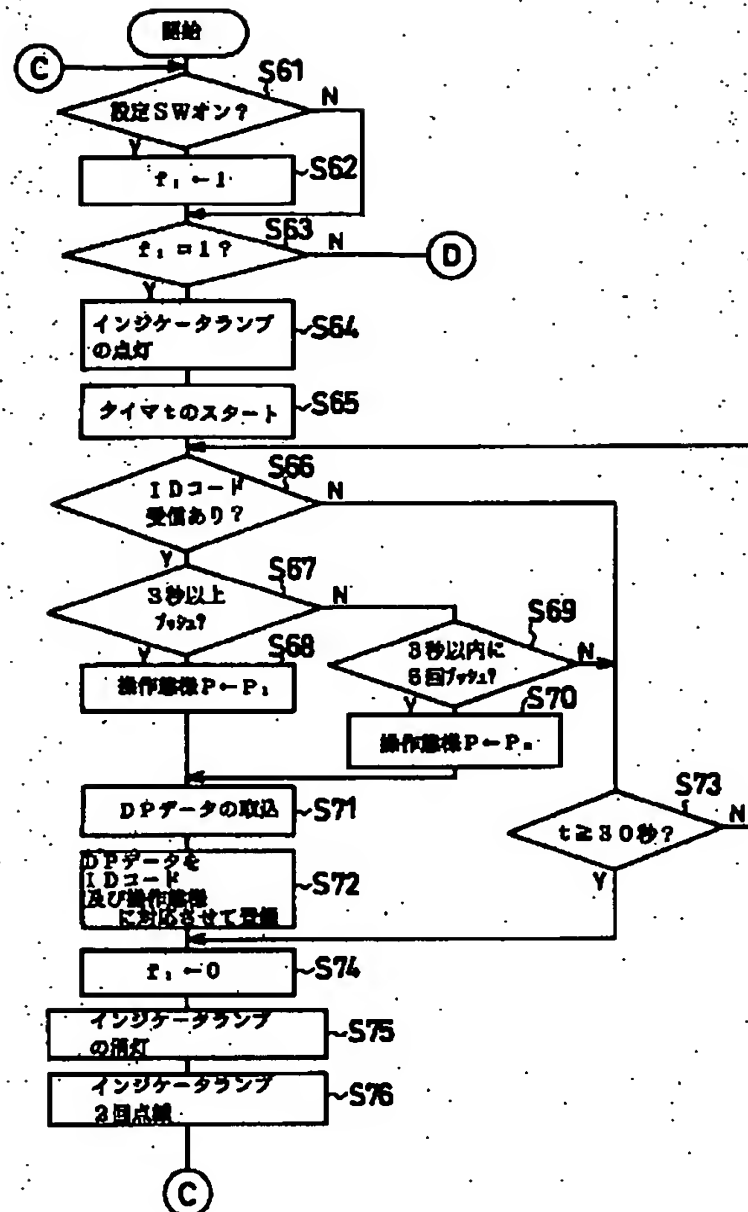 開始
C
S61
設定SWオン?
N
Y
f₁ ←1
S62
S63
f₁ =1?
N
D
Y
インジケータランプ
の点灯
S64
タイマtのスタート
S65
S66
IDコード
受信あり?
N
Y
S67
3秒以上
プッシュ?
N
S69
3秒以内に
5回プッシュ?
N
S68
Y
操作態様P←P₁
Y
S70
操作態様P←P
DPデータの取込
S71
S73
t≧30秒?
N
Y
DPデータを
IDコード
及び操作態様
に対応させて登録
S72
f₁ ←0
S74
インジケータランプ
の消灯
S75
インジケータランプ
2回点滅
S76
C